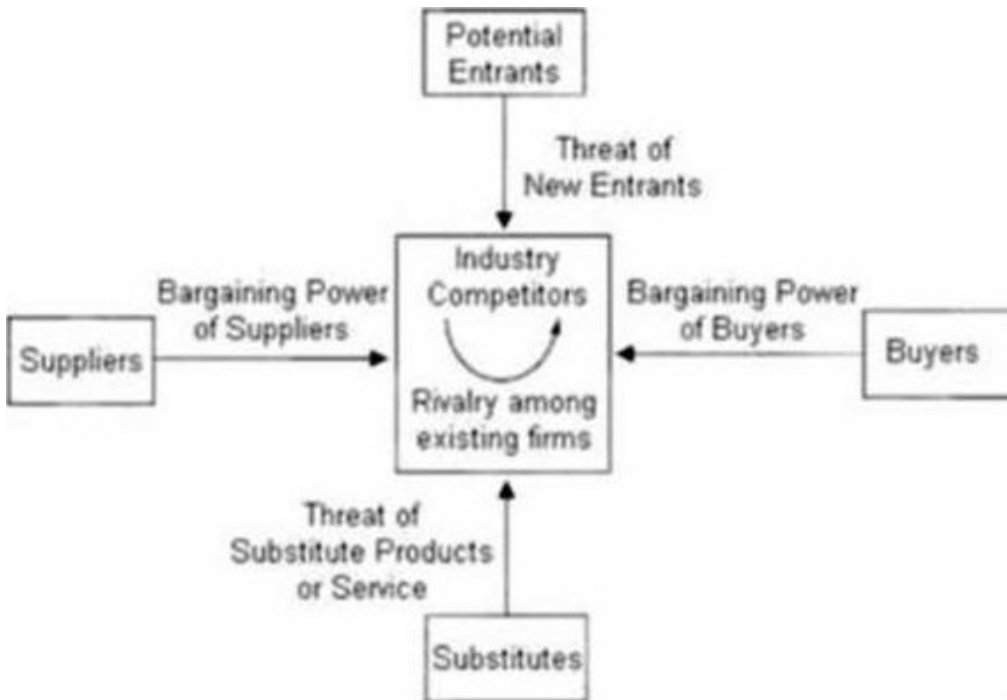 Potential
Entrants
Threat of
New Entrants
Industry
Competitors
Bargaining Power
of Suppliers
Bargaining Power
of Buyers
Suppliers
Buyers
Rivalry among
existing firms
Threat of
Substitute Products
or Service
Substitutes